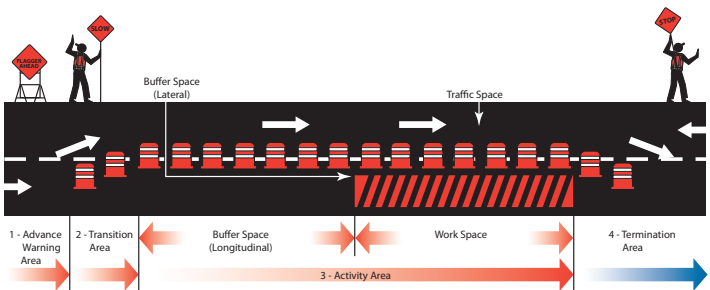 SLOW
STOP
FLAGGER
AHEAD
Buffer Space
(Lateral)
Traffic Space
1 - Advance
Warning
Area
2 - Transition
Area
Buffer Space
(Longitudinal)
Work Space
4 - Termination
Area
3 - Activity Area